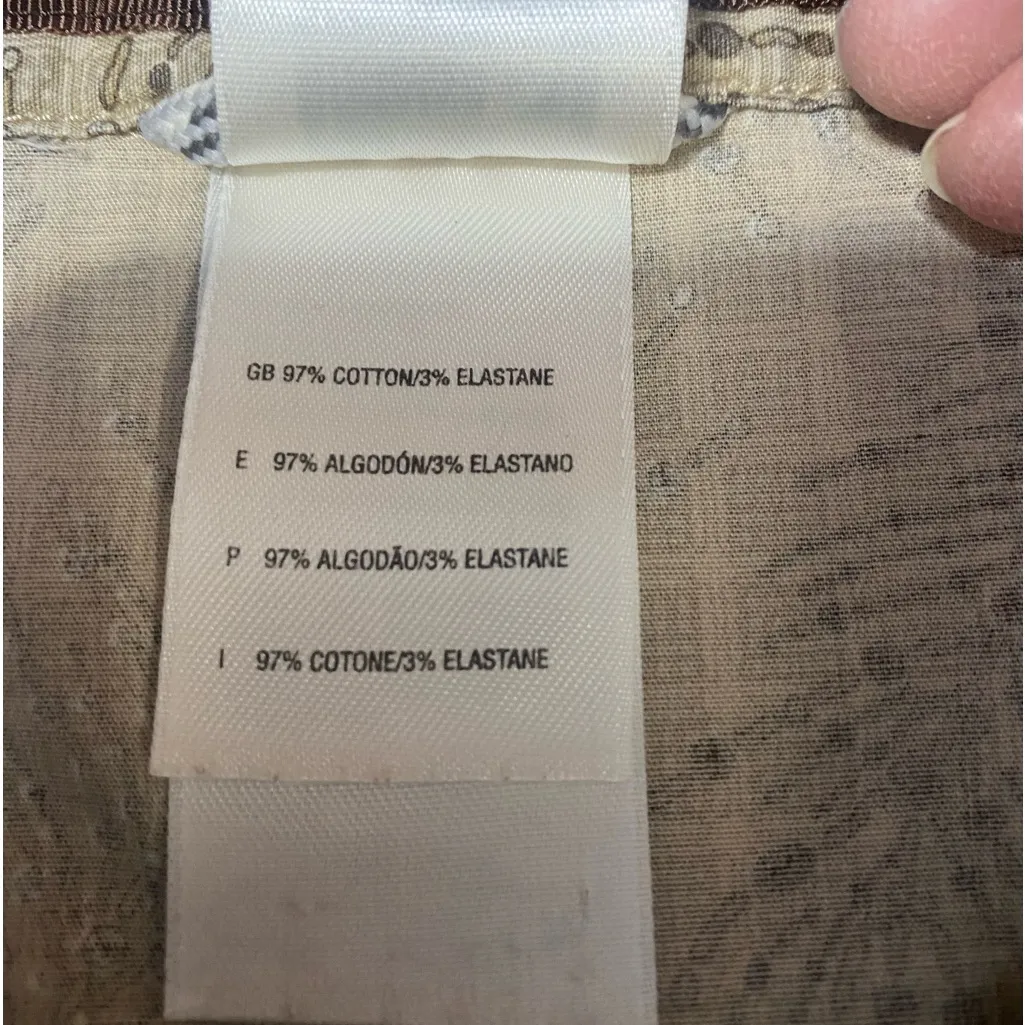 GB 97% COTTON/3% ELASTANE
E 97% ALGODÓN/3% ELASTANO
P 97% ALGODÃO/3% ELASTANE
I 97% COTONE/3% ELASTANE